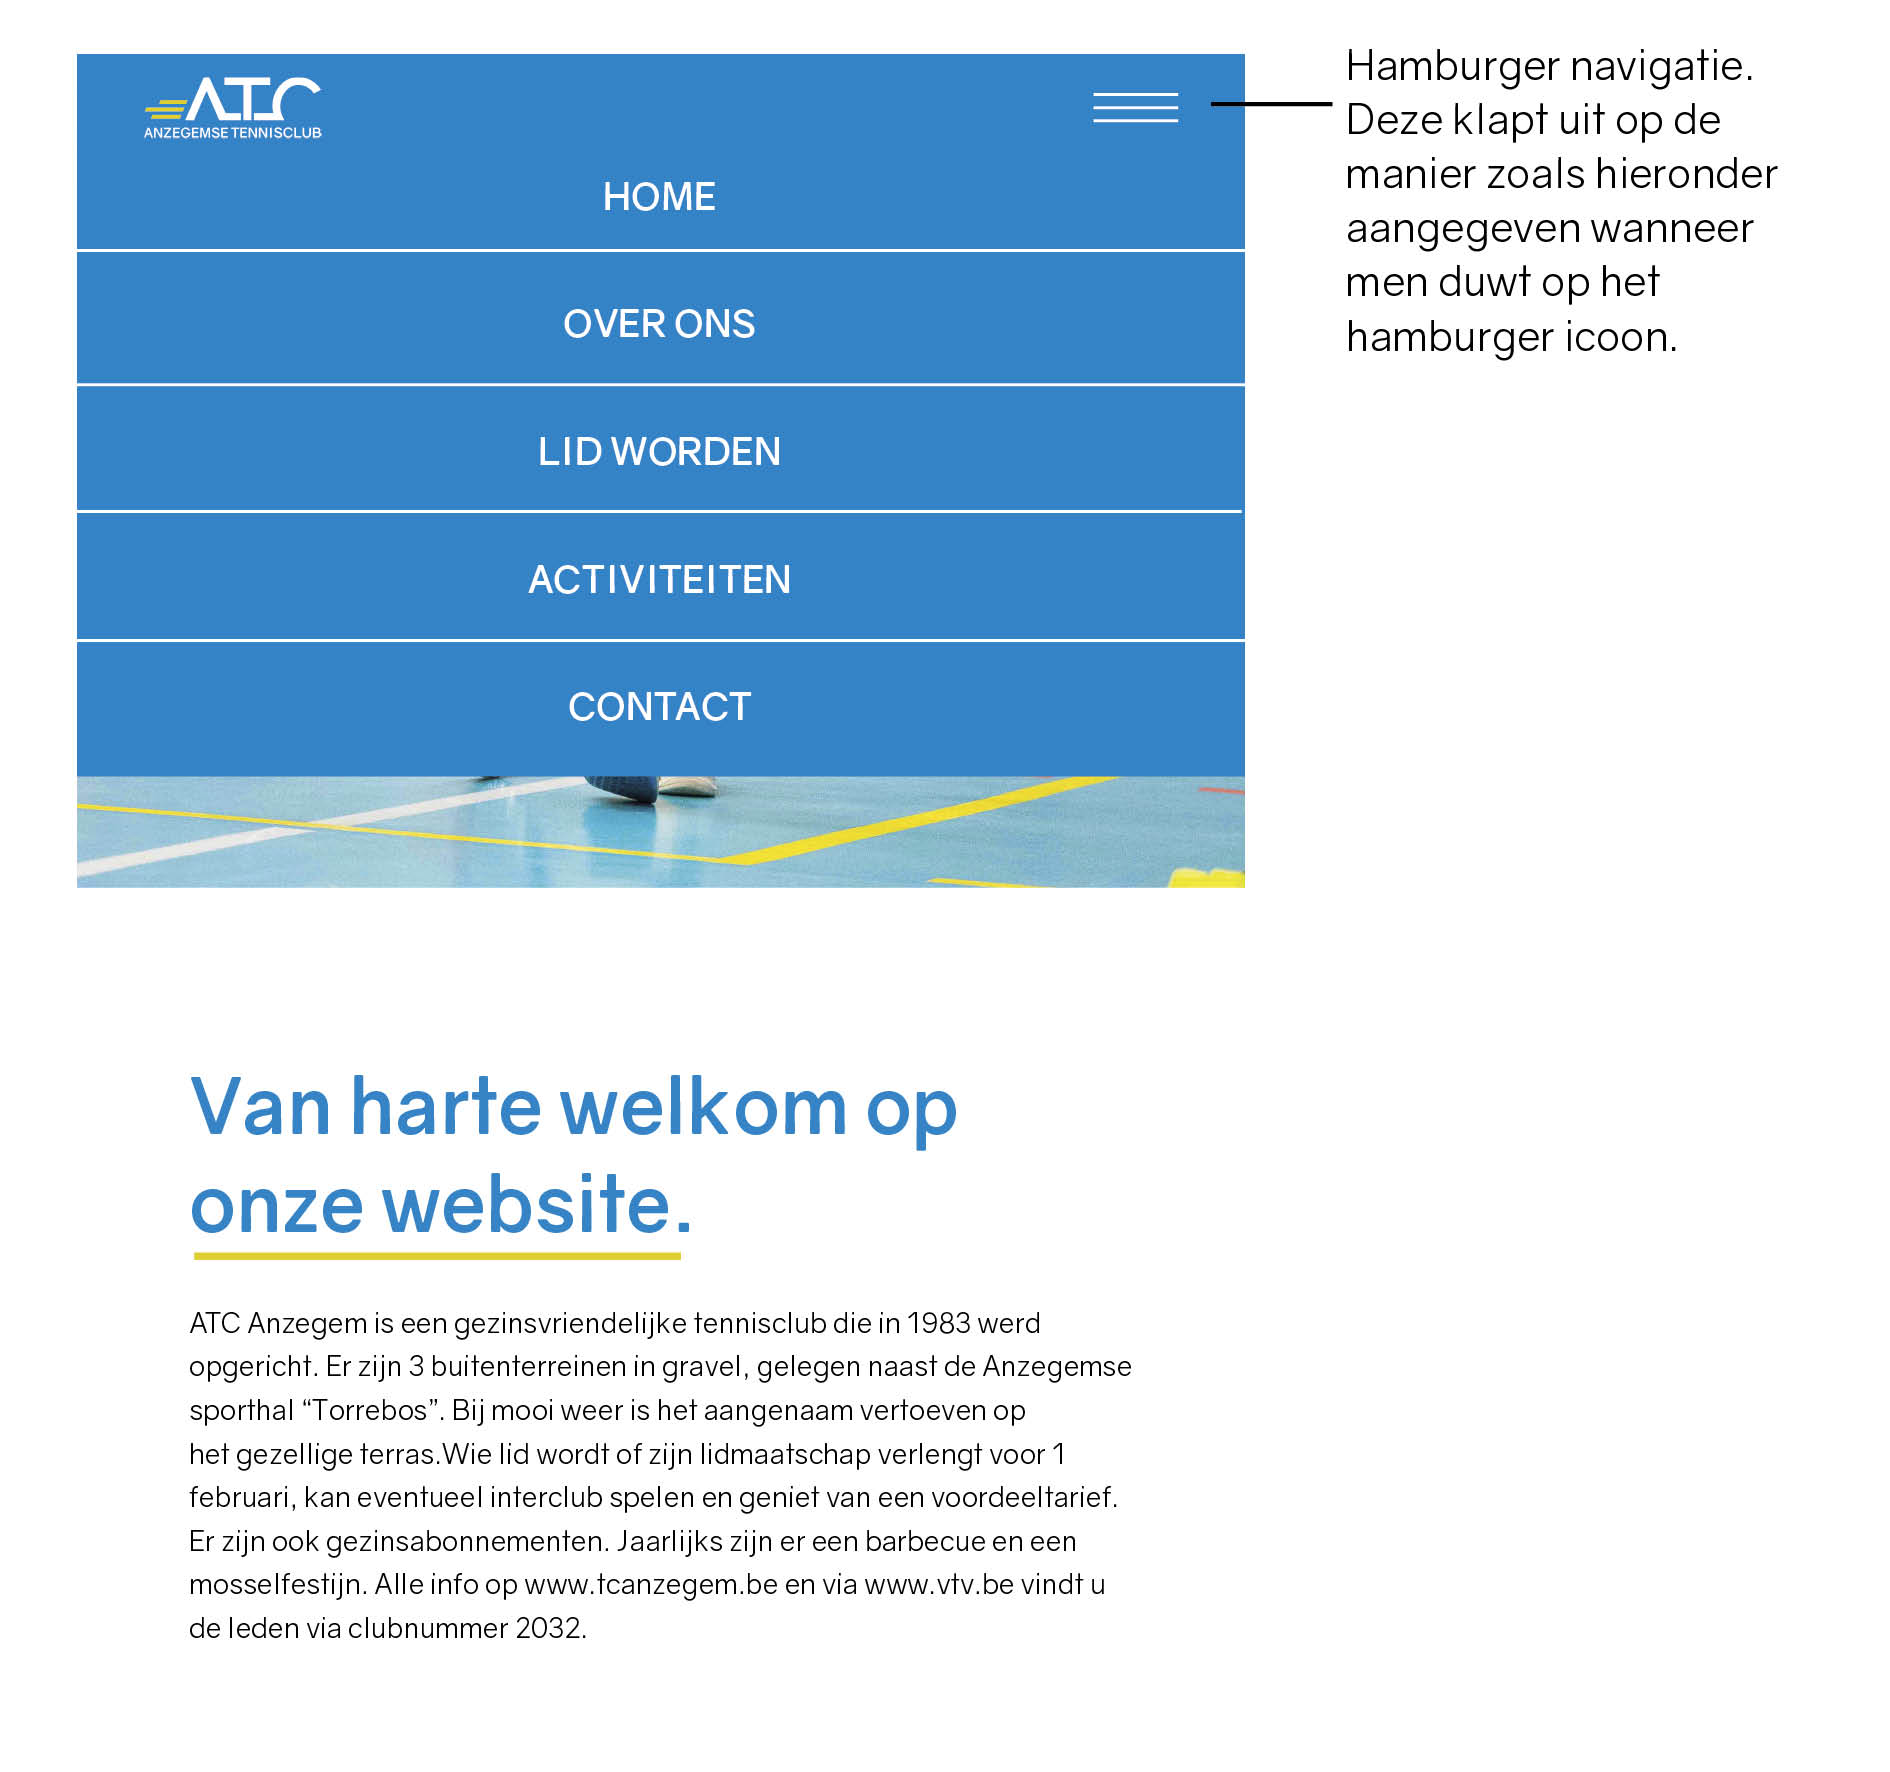 ATC
ANZEGEMSE TENNISCLUB
HOME
OVER ONS
LID WORDEN
ACTIVITEITEN
CONTACT
Hamburger navigatie.
Deze klapt uit op de
manier zoals hieronder
aangegeven wanneer
men duwt op het
hamburger icoon.
Van harte welkom op
onze website.
ATC Anzegem is een gezinsvriendelijke tennisclub die in 1983 werd
opgericht. Er zijn 3 buitenterreinen in gravel, gelegen naast de Anzegemse
sporthal “Torrebos”. Bij mooi weer is het aangenaam vertoeven op
het gezellige terras.Wie lid wordt of zijn lidmaatschap verlengt voor 1
februari, kan eventueel interclub spelen en geniet van een voordeeltarief.
Er zijn ook gezinsabonnementen. Jaarlijks zijn er een barbecue en een
mosselfestijn. Alle info op www.tcanzegem.be en via www.vtv.be vindt u
de leden via clubnummer 2032.